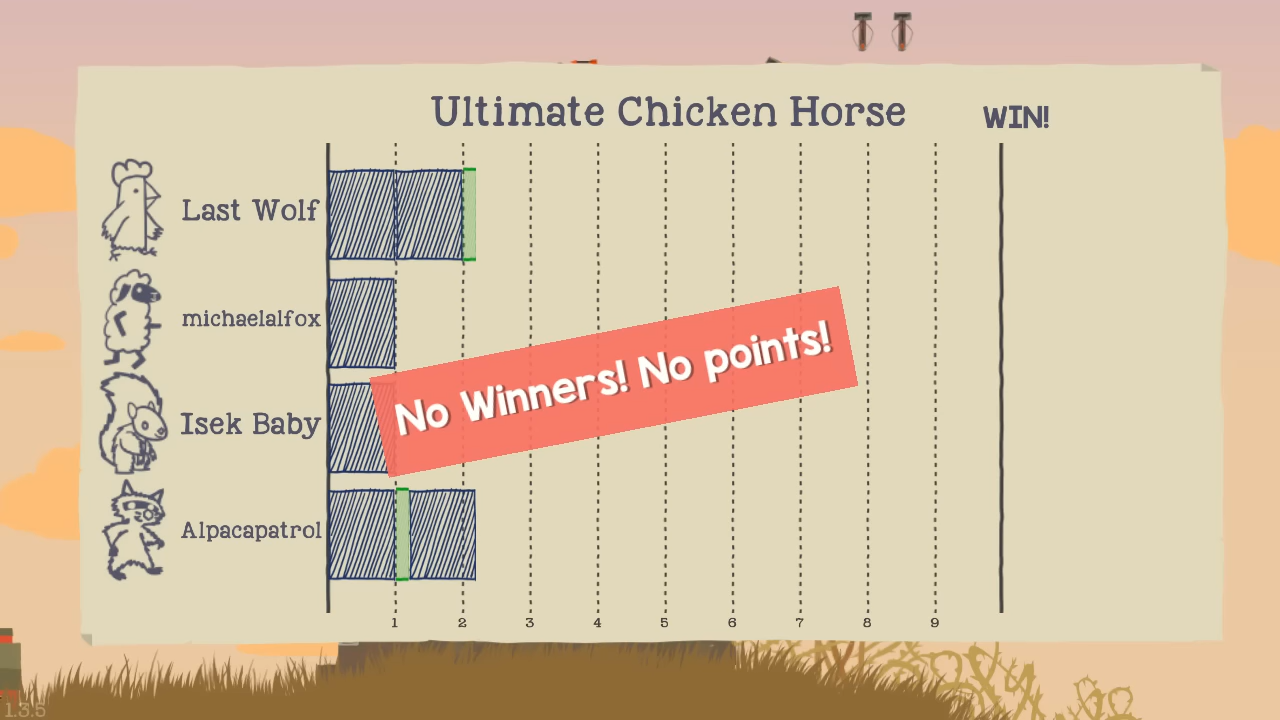 Ultimate Chicken Horse
WIN!
Last Wolf
michaelalfox
No Winners! No points!
Isek Baby
Alpacapatrol
1 2 3 4 5 6 7 8 9
1.3.5